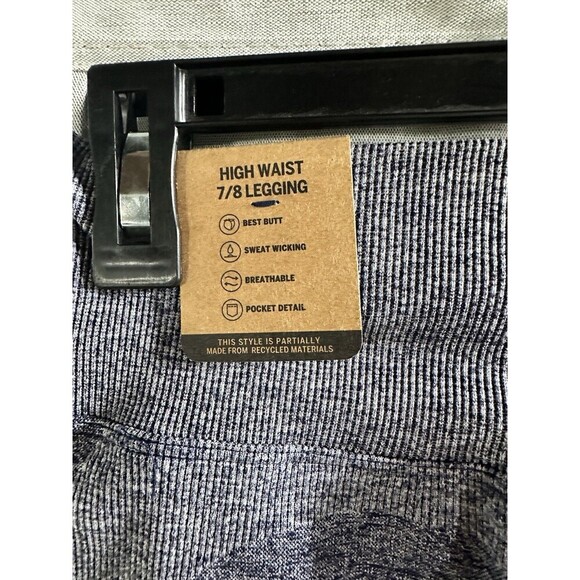 HIGH WAIST
7/8 LEGGING
BEST BUTT
SWEAT WICKING
BREATHABLE
POCKET DETAIL
THIS STYLE IS PARTIALLY
MADE FROM RECYCLED MATERIALS